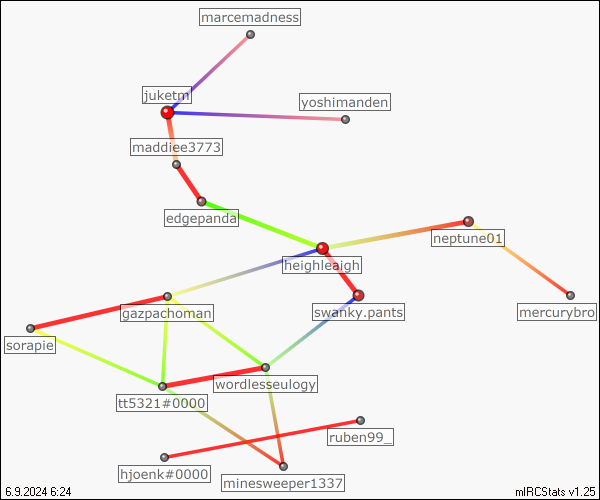 marcemadness
juketm
yoshimanden
maddiee3773
edgepanda
neptune01
heighleaigh
gazpachoman
swanky.pants
mercurybro
sorapie
wordlesseulogy
tt5321#0000
ruben99_
hjoenk#0000
minesweeper1337
6.9.2024 6:24
mIRCStats v1.25